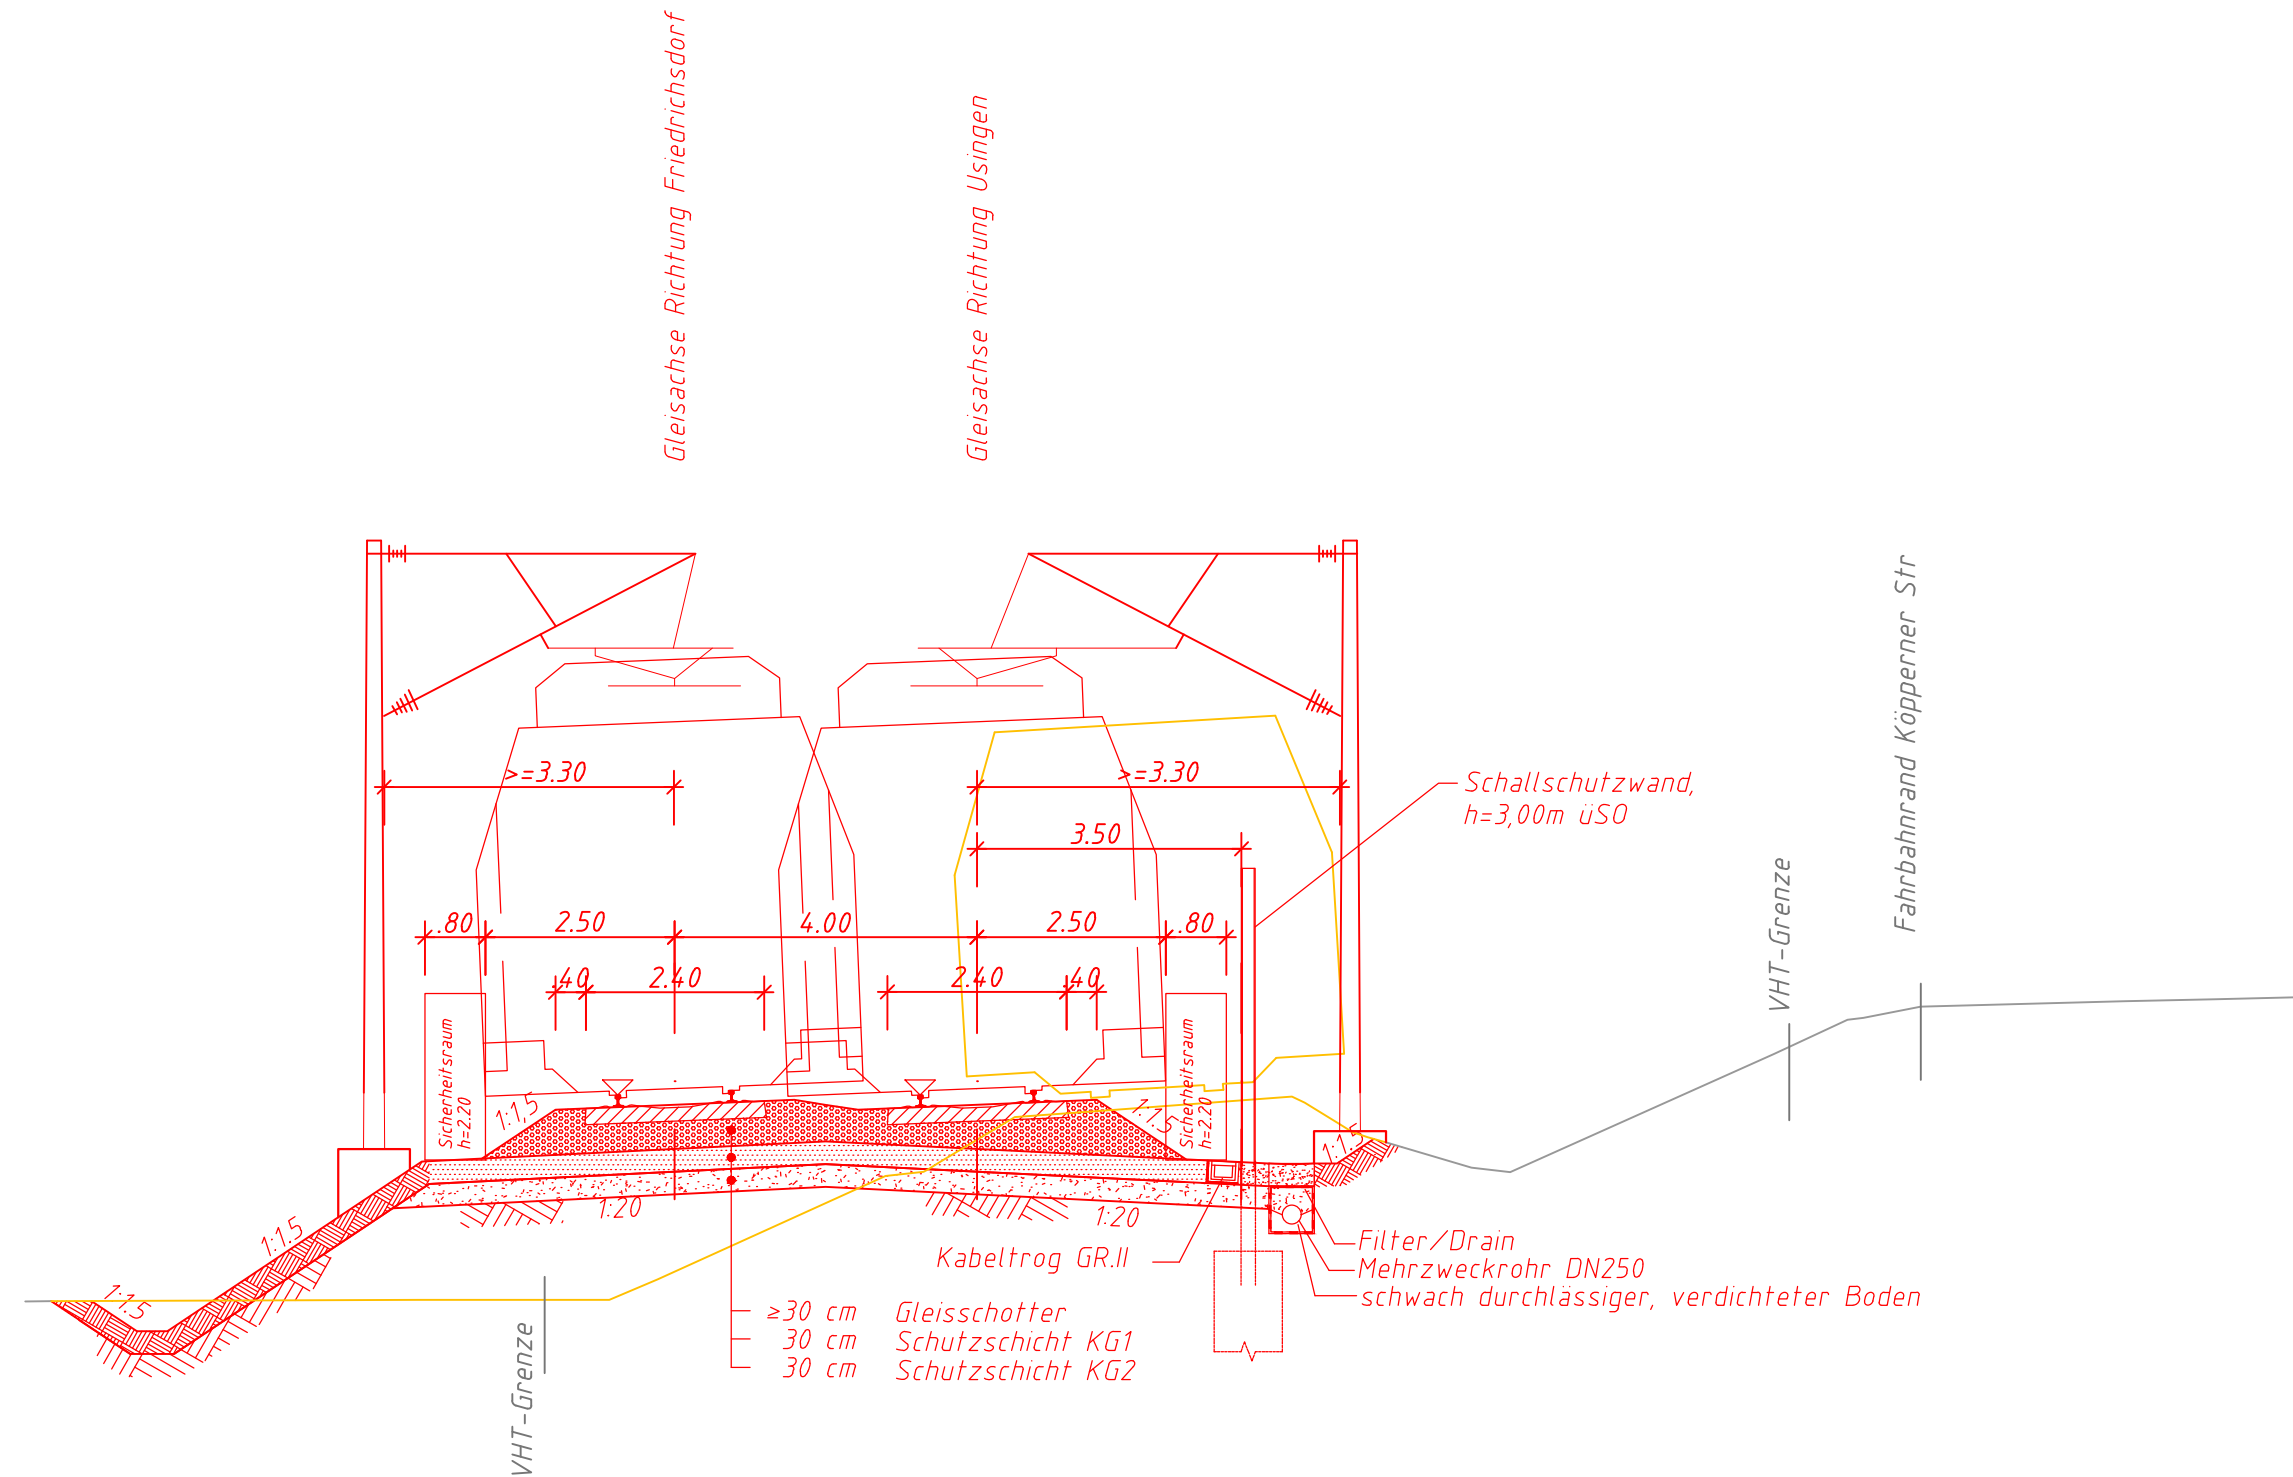 Gleisachse Richtung Friedrichsdorf
Gleisachse Richtung Usingen
Fahrbahnrand Köpperner Str
VHT-Grenze
>=3.30
>=3.30
Schallschutzwand,
h=3,00m üSO
3.50
.80
2.50
4.00
2.50
.80
.40
2.40
2.40
.40
Sicherheitsraum
h=2.20
Sicherheitsraum
h=2.20
1:1.5
1:1.5
1:1.5
1:1.5
1:1.5
1:20
1:20
Kabeltrog GR.II
Filter/Drain
Mehrzweckrohr DN250
schwach durchlässiger, verdichteter Boden
≥30 cm Gleisschotter
30 cm Schutzschicht KG1
30 cm Schutzschicht KG2
VHT-Grenze